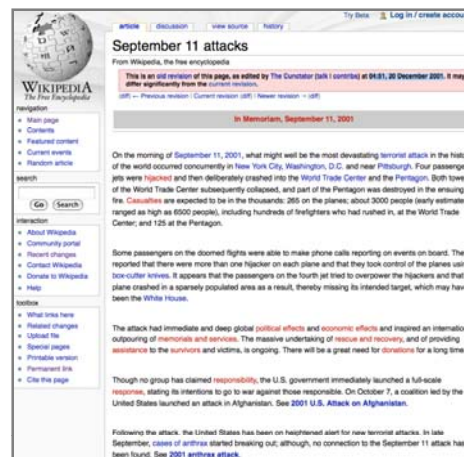 Try Beta Log in / create accou
article discussion view source history
September 11 attacks
From Wikipedia, the free encyclopedia
This is an old revision of this page, as edited by The Cunctator (talk | contribs) at 04:51, 20 December 2001. It may
differ significantly from the current revision.
(diff) ← Previous revision | Current revision (diff) | Newer revision → (diff)
In Memoriam, September 11, 2001
On the morning of September 11, 2001, what might well be the most devastating terrorist attack in the histo
of the world occurred concurrently in New York City, Washington, D.C. and near Pittsburgh. Four passenge
jets were hijacked and then deliberately crashed into the World Trade Center and the Pentagon. Both towe
of the World Trade Center subsequently collapsed, and part of the Pentagon was destroyed in the ensuing
fire. Casualties are expected to be in the thousands: 265 on the planes; about 3000 people (early estimate
ranged as high as 6500 people), including hundreds of firefighters who had rushed in, at the World Trade
Center; and 125 at the Pentagon.
Some passengers on the doomed flights were able to make phone calls reporting on events on board. The
reported that there were more than one hijacker on each plane and that they took control of the planes usi
box-cutter knives. It appears that the passengers on the fourth jet tried to overpower the hijackers and that
plane crashed in a sparsely populated area as a result, thereby missing its intended target, which may hav
been the White House.
The attack had immediate and deep global political effects and economic effects and inspired an internatio
outpouring of memorials and services. The massive undertaking of rescue and recovery, and of providing
assistance to the survivors and victims, is ongoing. There will be a great need for donations for a long time
Though no group has claimed responsibility, the U.S. government immediately launched a full-scale
response, stating its intentions to go to war against those responsible. On October 7, a coalition led by the
United States launched an attack in Afghanistan. See 2001 U.S. Attack on Afghanistan.
Following the attack, the United States has been on heightened alert for new terrorist attacks. In late
September, cases of anthrax started breaking out; although, no connection to the September 11 attack has
been found. See 2001 anthrax attack.
WIKIPEDIA
The Free Encyclopedia
navigation
Main page
Contents
Featured content
Current events
Random article
search
Go Search
interaction
About Wikipedia
Community portal
Recent changes
Contact Wikipedia
Donate to Wikipedia
Help
toolbox
What links here
Related changes
Upload file
Special pages
Printable version
Permanent link
Cite this page